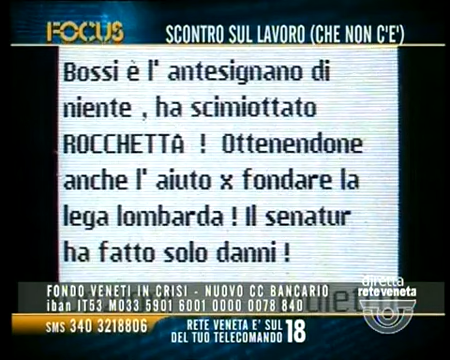 FOCUS
SCONTRO SUL LAVORO (CHE NON C'E')
Bossi è l' antesignano di
niente , ha scimiottato
ROCCHETTA ! Ottenendone
anche l' aiuto x fondare la
lega lombarda ! Il senatur
ha fatto solo danni !
diretta
reteveneta
FONDO VENETI IN CRISI - NUOVO CC BANCARIO
iban IT53 M033 5901 6001 0000 0078 840
SMS 340 3218806
RETE VENETA E' SUL
DEL TUO TELECOMANDO 18